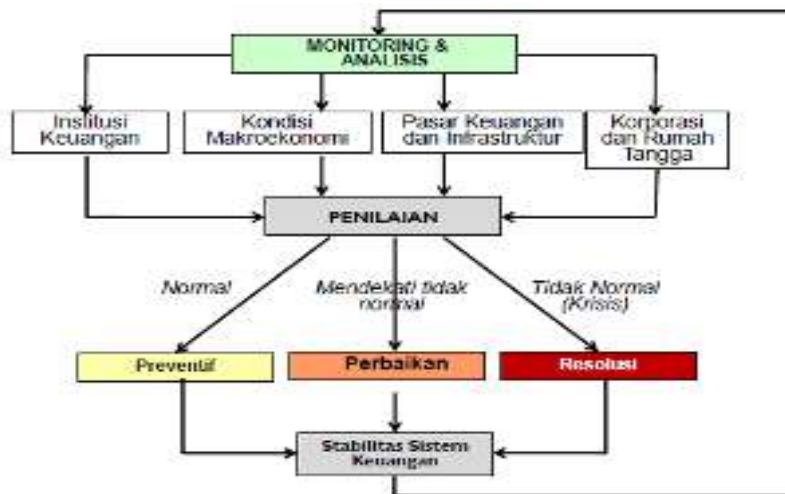 MONITORING &
ANALISIS
Institusi
Keuangan
Kondisi
Makroekonomi
Pasar Keuangan
dan Infrastruktur
Korporasi
dan Rumah
Tangga
PENILAIAN
Normal
Mendekati tidak
normal
Tidak Normal
(Krisis)
Preventif
Perbaikan
Resolusi
Stabilitas Sistem
Keuangan